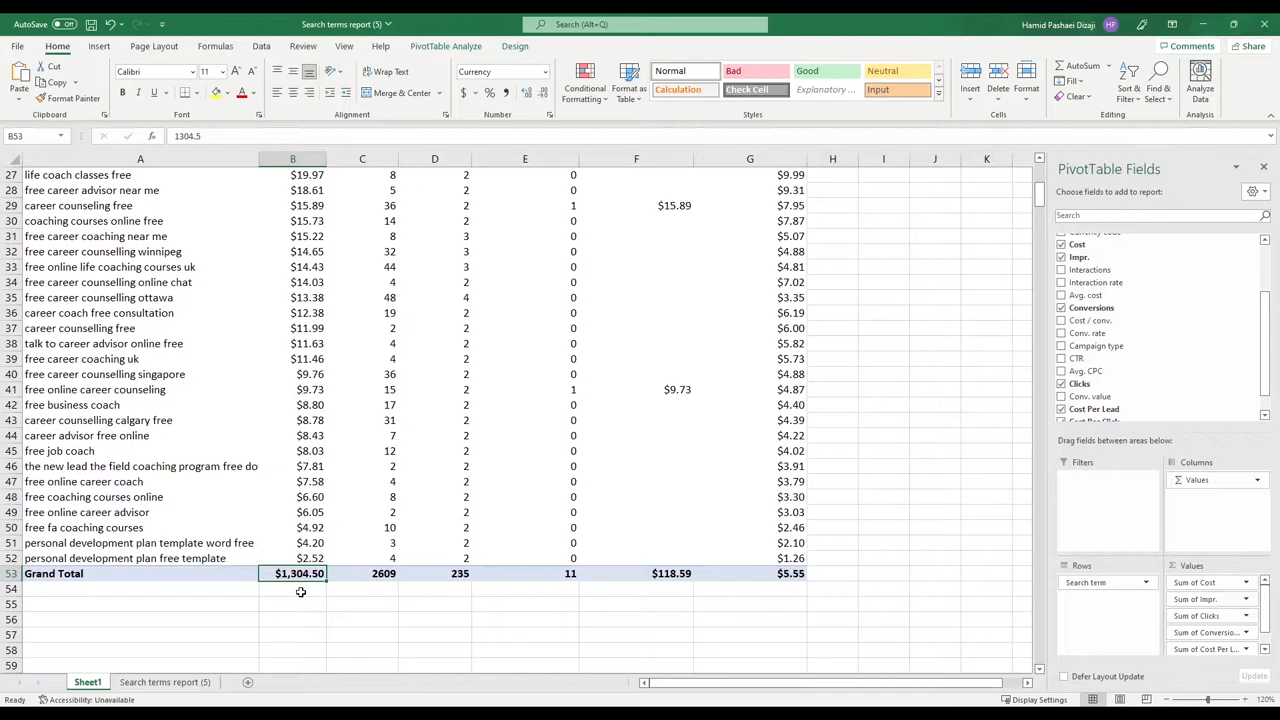 AutoSave Off Search terms report (5) Search (Alt+Q) Hamid Pashaei Dizaji HP
File Home Insert Page Layout Formulas Data Review View Help PivotTable Analyze Design Comments Share
Paste Cut Copy Format Painter Clipboard
Calibri 11 B I U Font
Wrap Text Merge & Center Alignment
Currency $ % Number
Conditional Formatting Format as Table
Normal Bad Good Neutral
Calculation Check Cell Explanatory ... Input
Styles
Insert Delete Format Cells
AutoSum Fill Clear Sort & Filter Find & Select Editing
Analyze Data Analysis
B53 fx 1304.5
A B C D E F G H I J K
27 life coach classes free $19.97 8 2 0 $9.99
28 free career advisor near me $18.61 5 2 0 $9.31
29 career counseling free $15.89 36 2 1 $15.89 $7.95
30 coaching courses online free $15.73 14 2 0 $7.87
31 free career coaching near me $15.22 8 3 0 $5.07
32 free career counselling winnipeg $14.65 32 3 0 $4.88
33 free online life coaching courses uk $14.43 44 3 0 $4.81
34 free career counselling online chat $14.03 4 2 0 $7.02
35 free career counselling ottawa $13.38 48 4 0 $3.35
36 career coach free consultation $12.38 19 2 0 $6.19
37 career counselling free $11.99 2 2 0 $6.00
38 talk to career advisor online free $11.63 4 2 0 $5.82
39 free career coaching uk $11.46 4 2 0 $5.73
40 free career counselling singapore $9.76 36 2 0 $4.88
41 free online career counseling $9.73 15 2 1 $9.73 $4.87
42 free business coach $8.80 17 2 0 $4.40
43 career counselling calgary free $8.78 31 2 0 $4.39
44 career advisor free online $8.43 7 2 0 $4.22
45 free job coach $8.03 12 2 0 $4.02
46 the new lead the field coaching program free do $7.81 2 2 0 $3.91
47 free online career coach $7.58 4 2 0 $3.79
48 free coaching courses online $6.60 8 2 0 $3.30
49 free online career advisor $6.05 2 2 0 $3.03
50 free fa coaching courses $4.92 10 2 0 $2.46
51 personal development plan template word free $4.20 3 2 0 $2.10
52 personal development plan free template $2.52 4 2 0 $1.26
53 Grand Total $1,304.50 2609 235 11 $118.59 $5.55
54
55
56
57
58
59
PivotTable Fields
Choose fields to add to report:
Search
Currency code
Cost
Impr.
Interactions
Interaction rate
Avg. cost
Conversions
Cost / conv.
Conv. rate
Campaign type
CTR
Avg. CPC
Clicks
Conv. value
Cost Per Lead
Cost Per Click
Drag fields between areas below:
Filters Columns
Σ Values
Rows Values
Search term Sum of Cost
Sum of Impr.
Sum of Clicks
Sum of Conversio...
Sum of Cost Per L...
Defer Layout Update Update
Sheet1 Search terms report (5)
Ready Accessibility: Unavailable Display Settings 120%